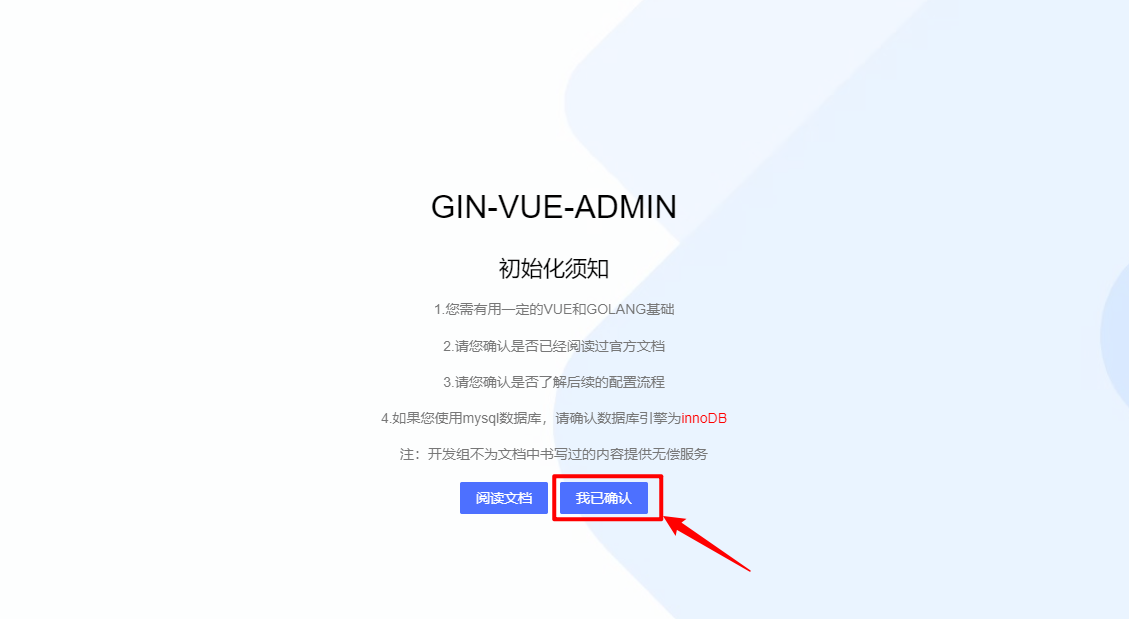 GIN-VUE-ADMIN
初始化须知
1.您需有用一定的VUE和GOLANG基础
2.请您确认是否已经阅读过官方文档
3.请您确认是否了解后续的配置流程
4.如果您使用mysql数据库，请确认数据库引擎为innoDB
注：开发组不为文档中书写过的内容提供无偿服务
阅读文档 我已确认